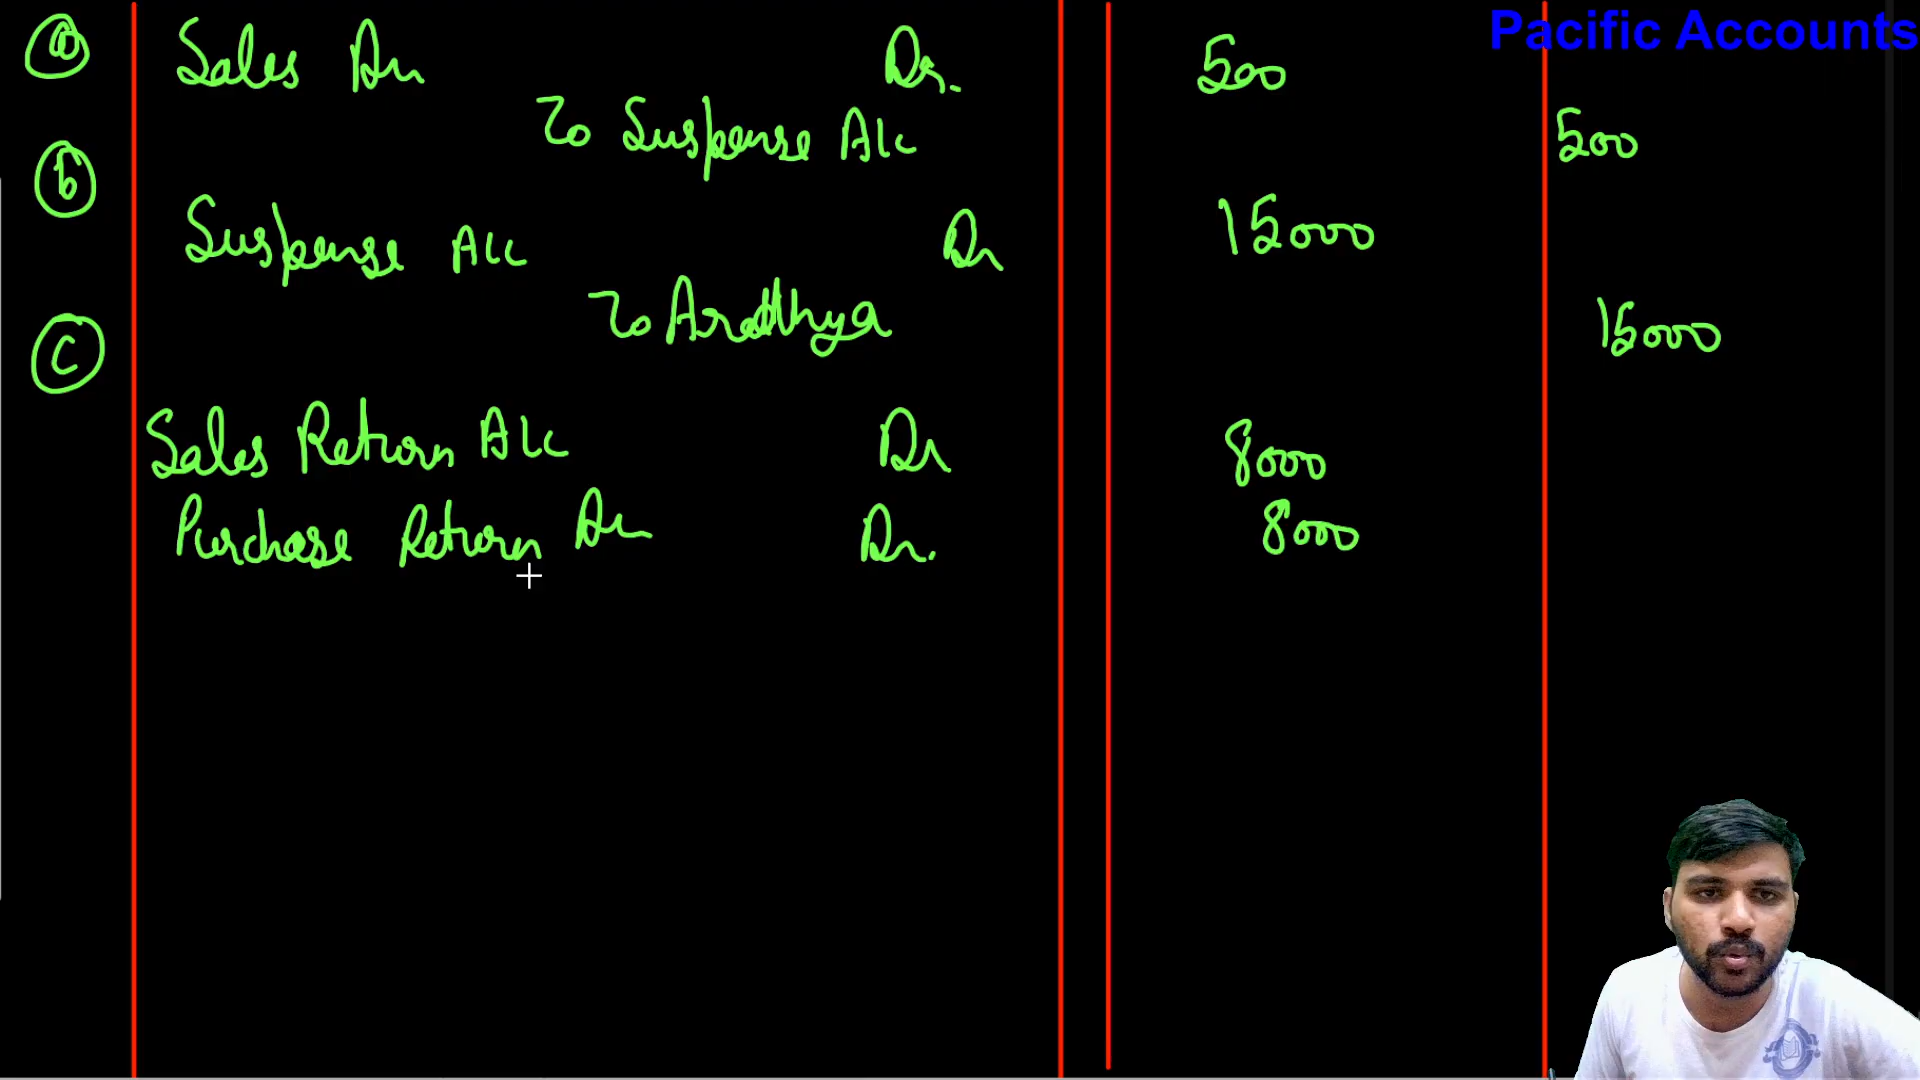 Pacific Accounts
a Sales A/c Dr. 500
To Suspense A/c 500
b
Suspense A/c Dr 15000
To Aradhya 15000
c
Sales Return A/c Dr 8000
Purchase Return A/c Dr. 8000